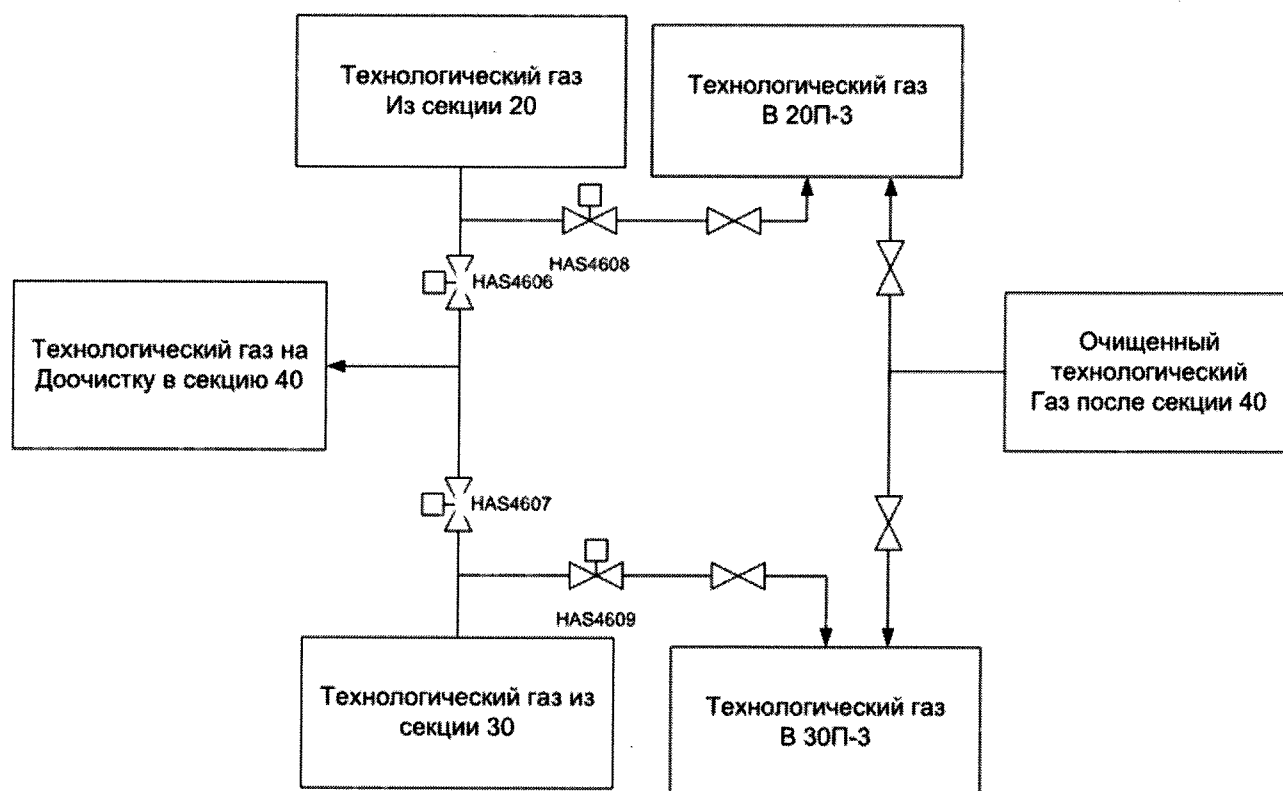 Технологический газ
Из секции 20
Технологический газ
В 20П-3
HAS4608
HAS4606
Технологический газ на
Доочистку в секцию 40
Очищенный
технологический
Газ после секции 40
HAS4607
HAS4609
Технологический газ из
секции 30
Технологический газ
В 30П-3